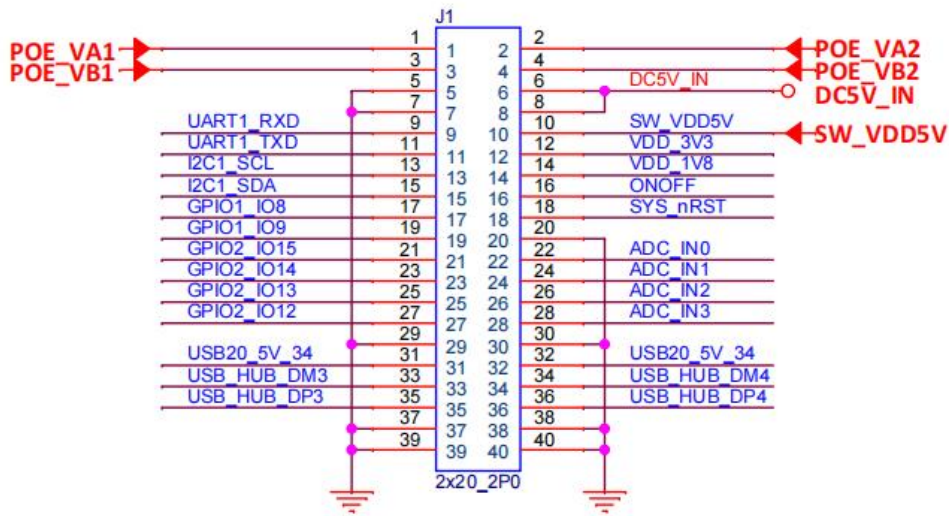 J1
POE_VA1 1 1 2 2 POE_VA2
POE_VB1 3 3 4 4 POE_VB2
5 5 6 6 DC5V_IN DC5V_IN
7 7 8 8
UART1_RXD 9 9 10 10 SW_VDD5V SW_VDD5V
UART1_TXD 11 11 12 12 VDD_3V3
I2C1_SCL 13 13 14 14 VDD_1V8
I2C1_SDA 15 15 16 16 ONOFF
GPIO1_IO8 17 17 18 18 SYS_nRST
GPIO1_IO9 19 19 20 20
GPIO2_IO15 21 21 22 22 ADC_IN0
GPIO2_IO14 23 23 24 24 ADC_IN1
GPIO2_IO13 25 25 26 26 ADC_IN2
GPIO2_IO12 27 27 28 28 ADC_IN3
29 29 30 30
USB20_5V_34 31 31 32 32 USB20_5V_34
USB_HUB_DM3 33 33 34 34 USB_HUB_DM4
USB_HUB_DP3 35 35 36 36 USB_HUB_DP4
37 37 38 38
39 39 40 40
2x20_2P0